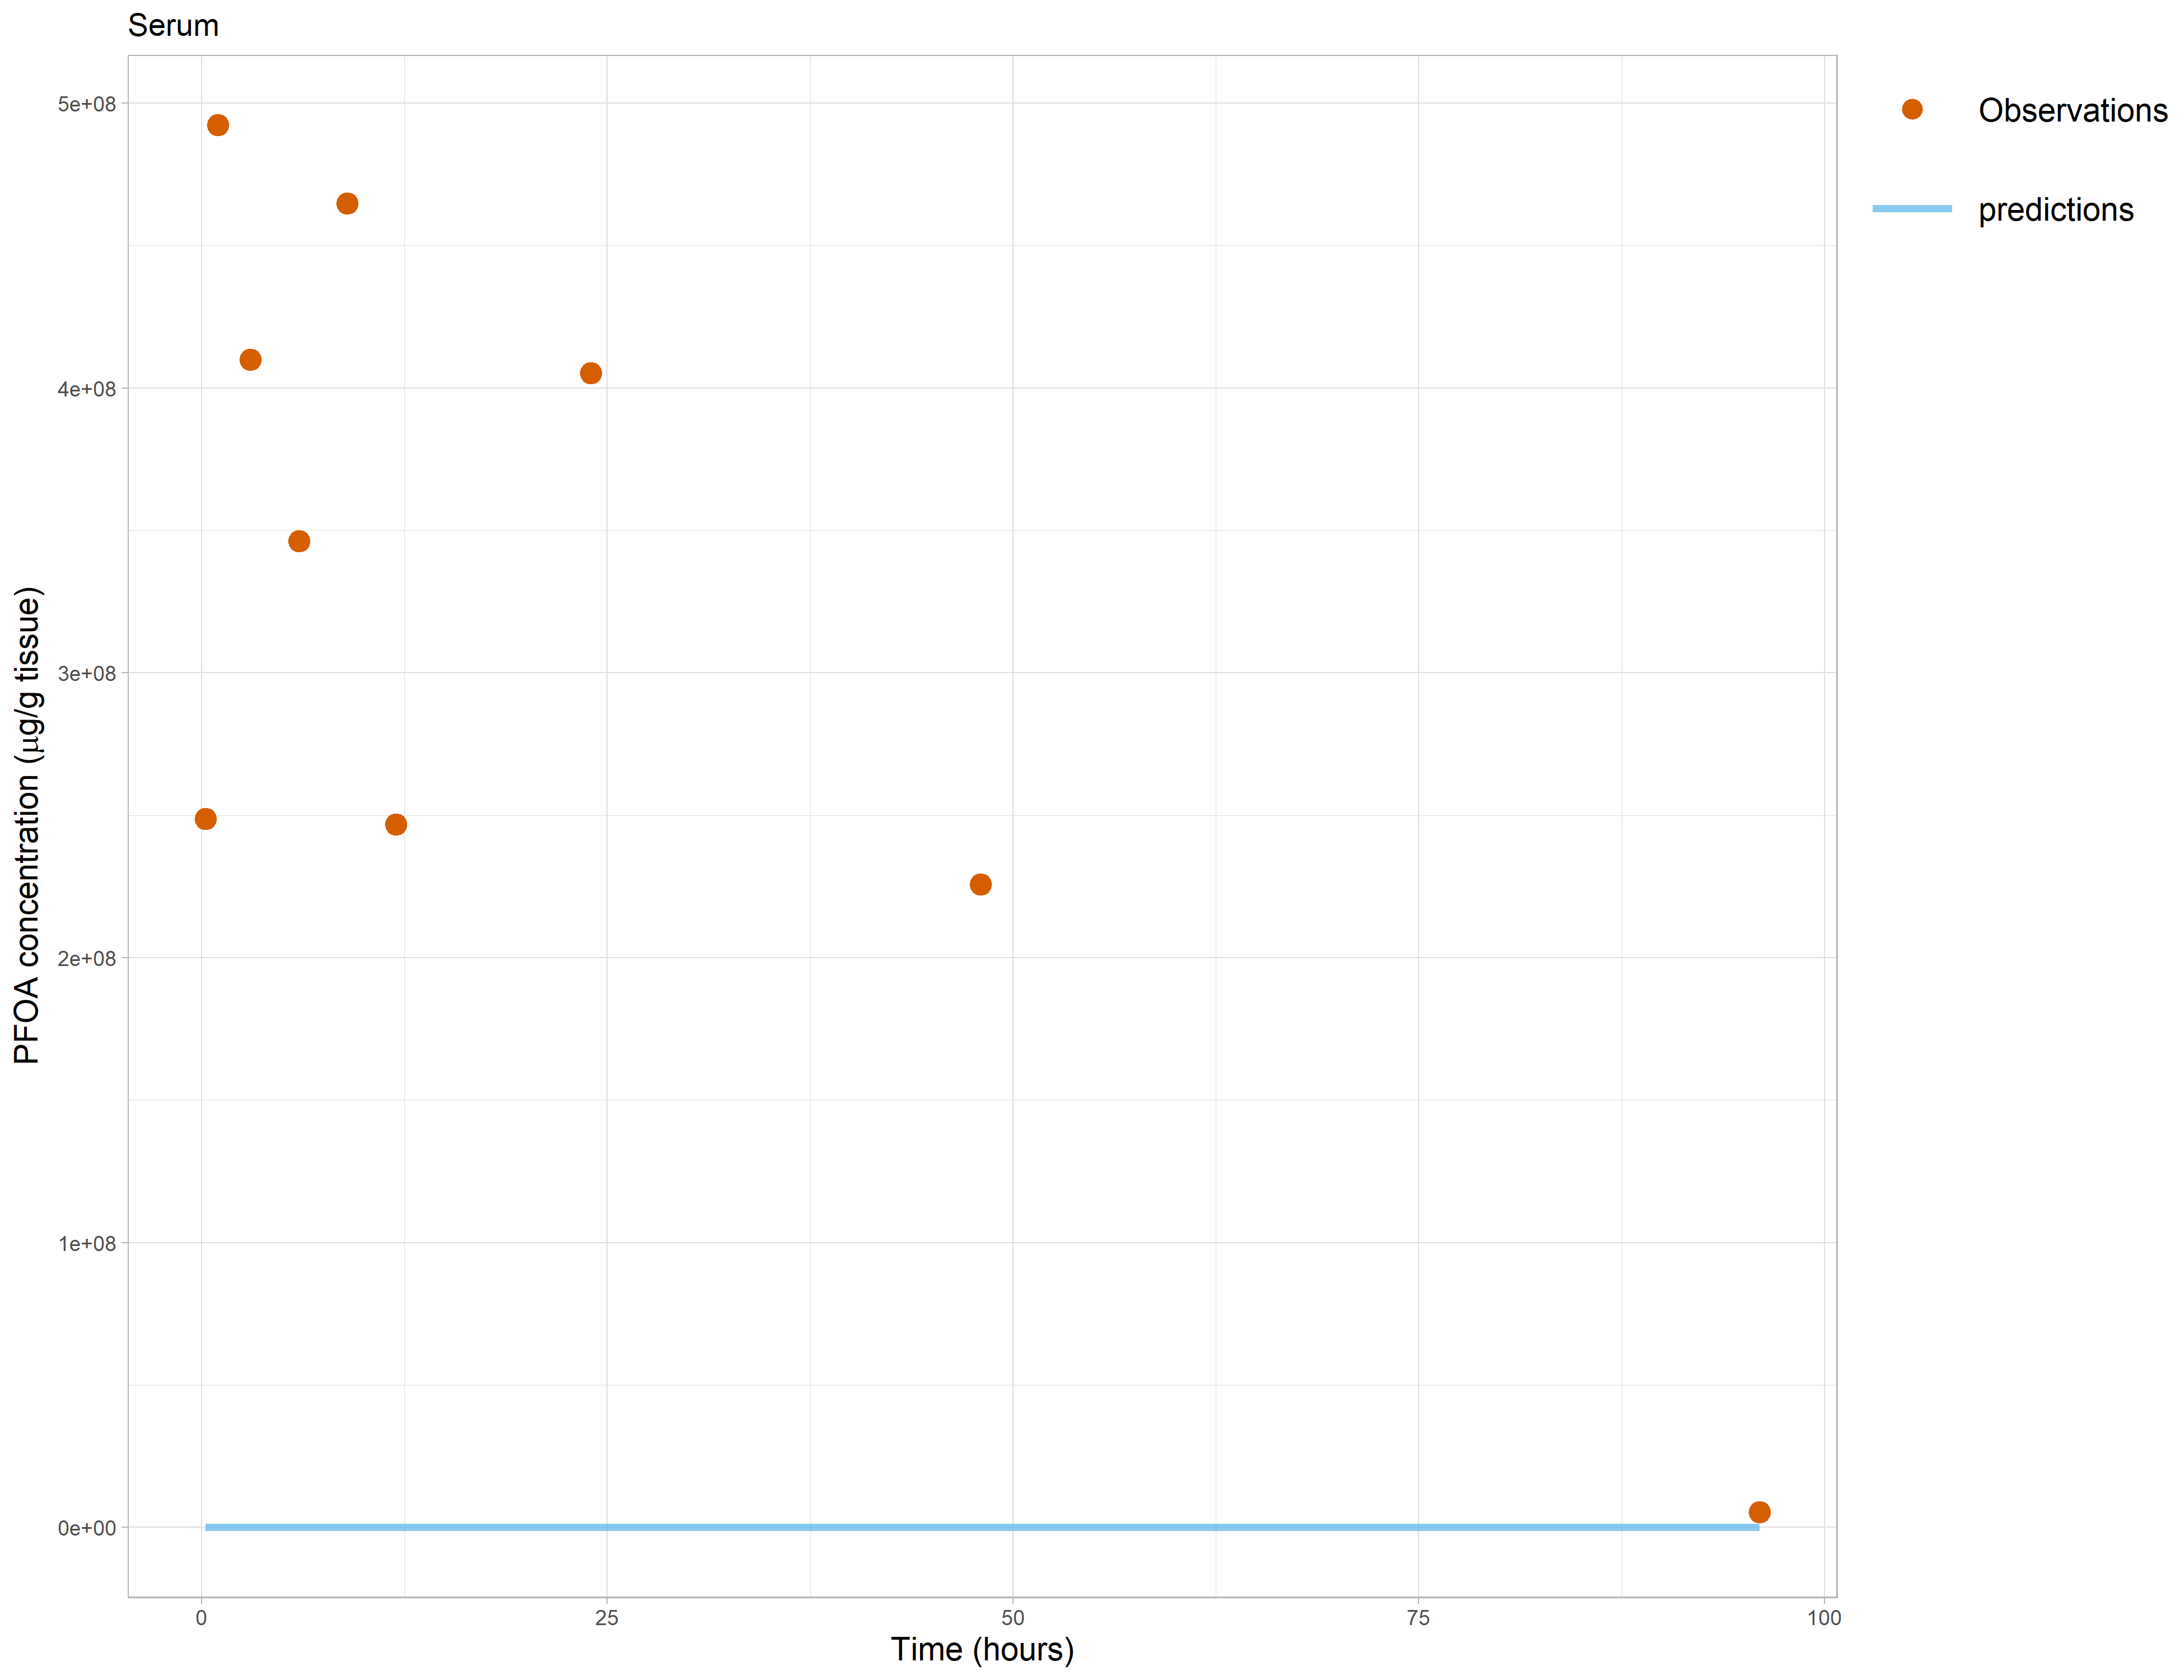 Serum
PFOA concentration (μg/g tissue)
5e+08
4e+08
3e+08
2e+08
1e+08
0e+00
0
25
50
75
100
Time (hours)
Observations
predictions